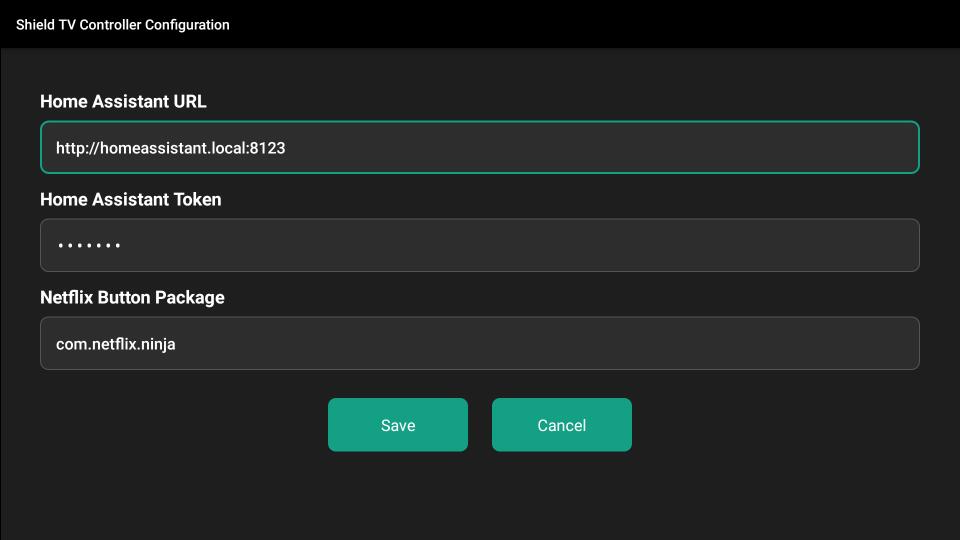 Shield TV Controller Configuration
Home Assistant URL
http://homeassistant.local:8123
Home Assistant Token
•••••••
Netflix Button Package
com.netflix.ninja
Save
Cancel